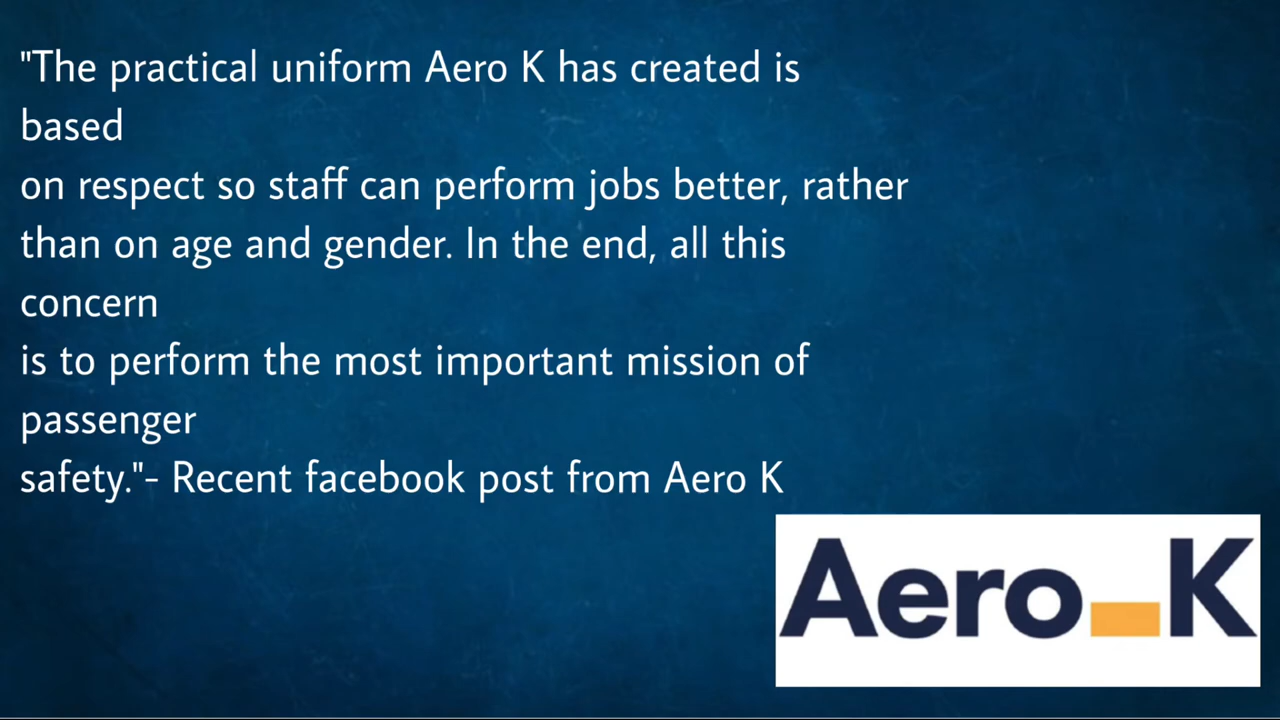 "The practical uniform Aero K has created is
based
on respect so staff can perform jobs better, rather
than on age and gender. In the end, all this
concern
is to perform the most important mission of
passenger
safety."- Recent facebook post from Aero K
Aero_K